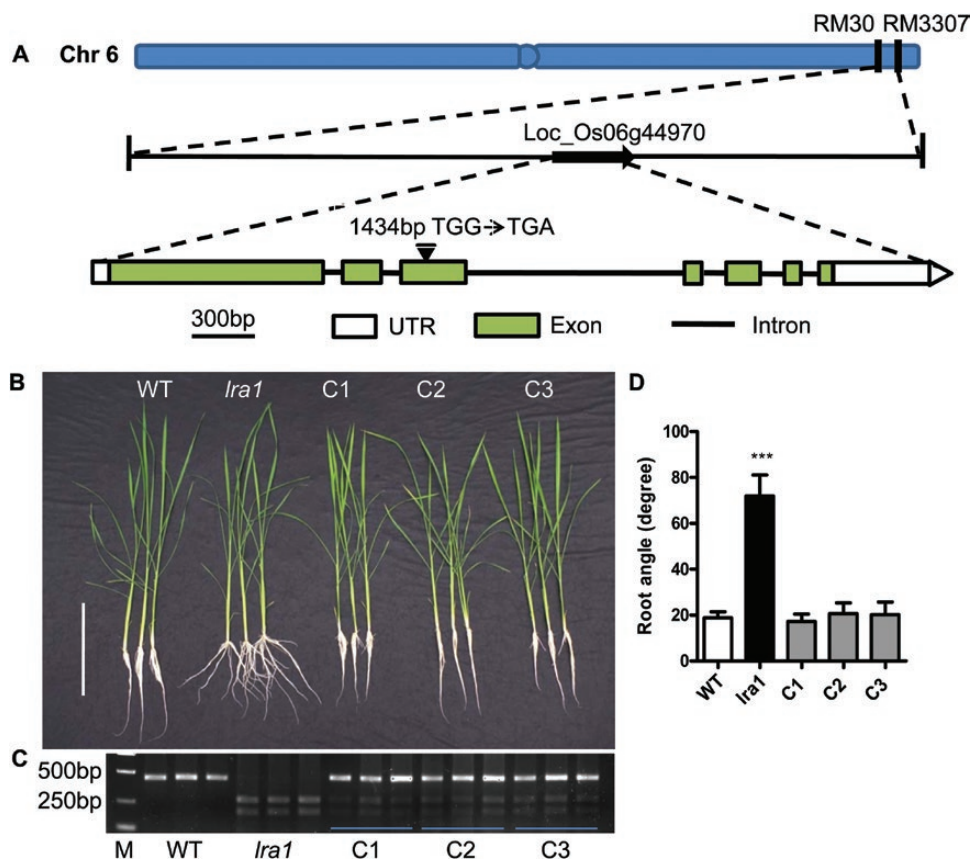 A
Chr 6
RM30 RM3307
Loc_Os06g44970
1434bp TGG→TGA
300bp
UTR
Exon
Intron
B
WT lra1 C1 C2 C3
C
500bp
250bp
M WT lra1 C1 C2 C3
D
Root angle (degree)
100
80
60
40
20
0
***
WT lra1 C1 C2 C3